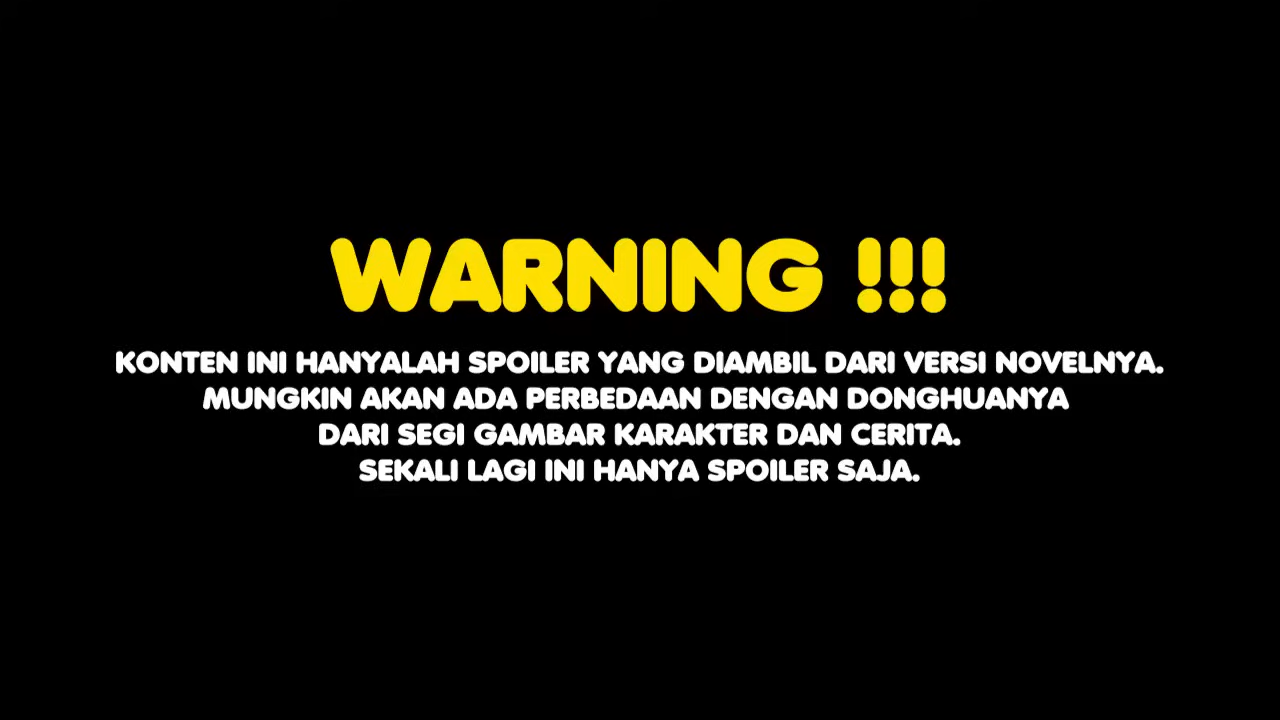 WARNING !!!
KONTEN INI HANYALAH SPOILER YANG DIAMBIL DARI VERSI NOVELNYA.
MUNGKIN AKAN ADA PERBEDAAN DENGAN DONGHUANYA
DARI SEGI GAMBAR KARAKTER DAN CERITA.
SEKALI LAGI INI HANYA SPOILER SAJA.